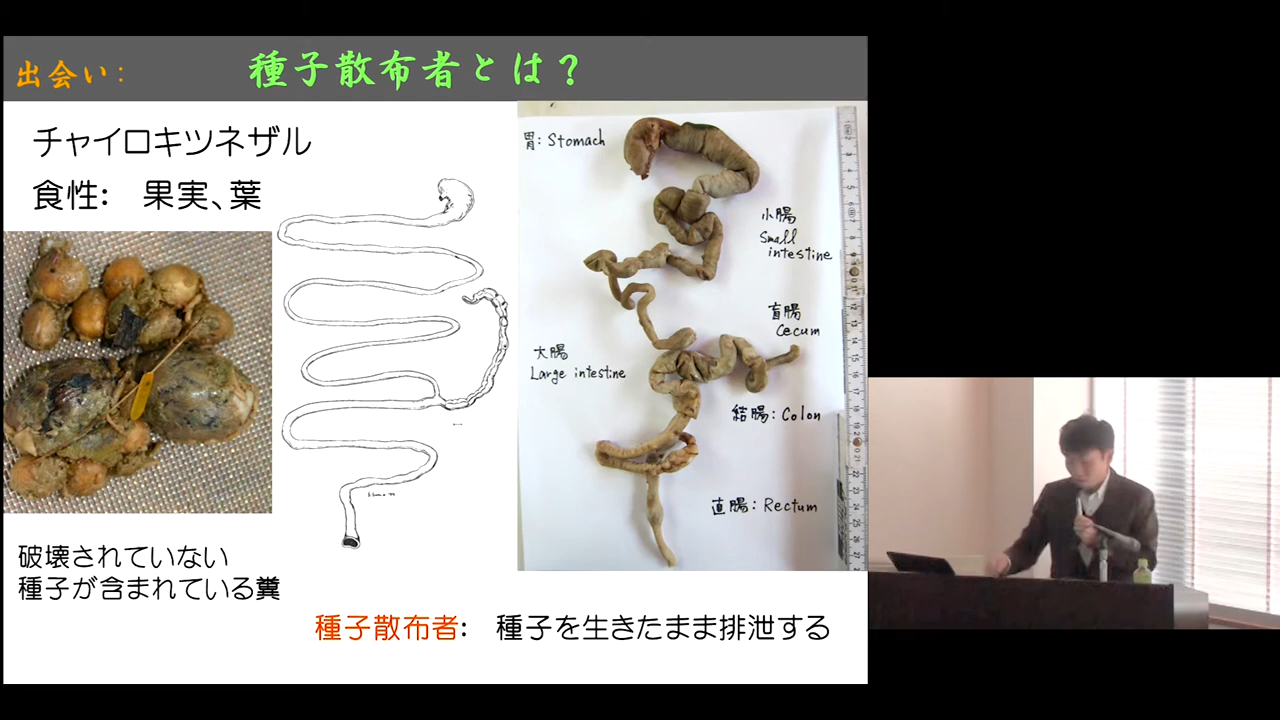 出会い:
種子散布者とは?
チャイロキツネザル
食性: 果実、葉
胃: Stomach
小腸
Small
intestine
盲腸
Cecum
大腸
Large intestine
結腸: Colon
直腸: Rectum
破壊されていない
種子が含まれている糞
種子散布者: 種子を生きたまま排泄する